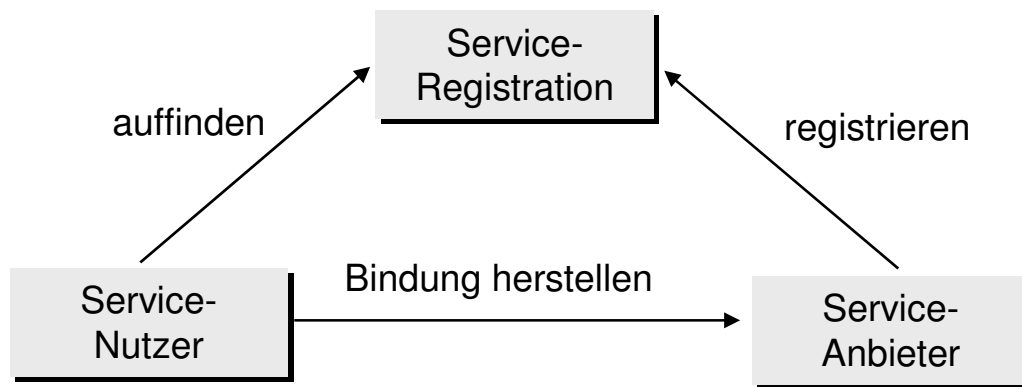 Service-
Registration
auffinden
registrieren
Bindung herstellen
Service-
Nutzer
Service-
Anbieter